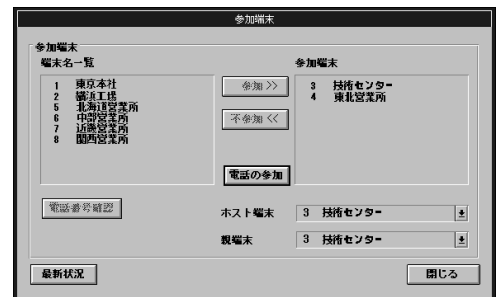 参加端末
参加端末
端末名一覧
参加端末
1 東京本社
2 横浜工場
5 北海道営業所
6 中部営業所
7 近畿営業所
8 関西営業所
参加 >>
不参加 <<
電話の参加
3 技術センター
4 東北営業所
電話番号確認
ホスト端末 3 技術センター
親端末 3 技術センター
最新状況
閉じる